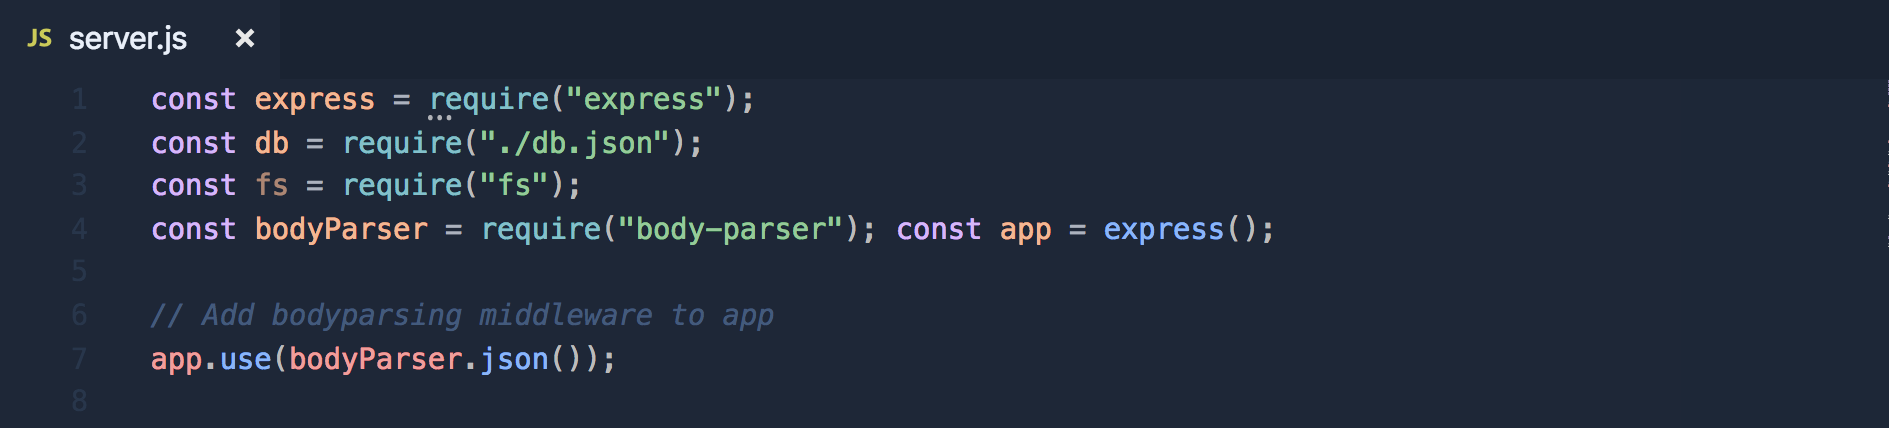 JS server.js ×
1 const express = require("express");
2 const db = require("./db.json");
3 const fs = require("fs");
4 const bodyParser = require("body-parser"); const app = express();
5
6 // Add bodyparsing middleware to app
7 app.use(bodyParser.json());
8